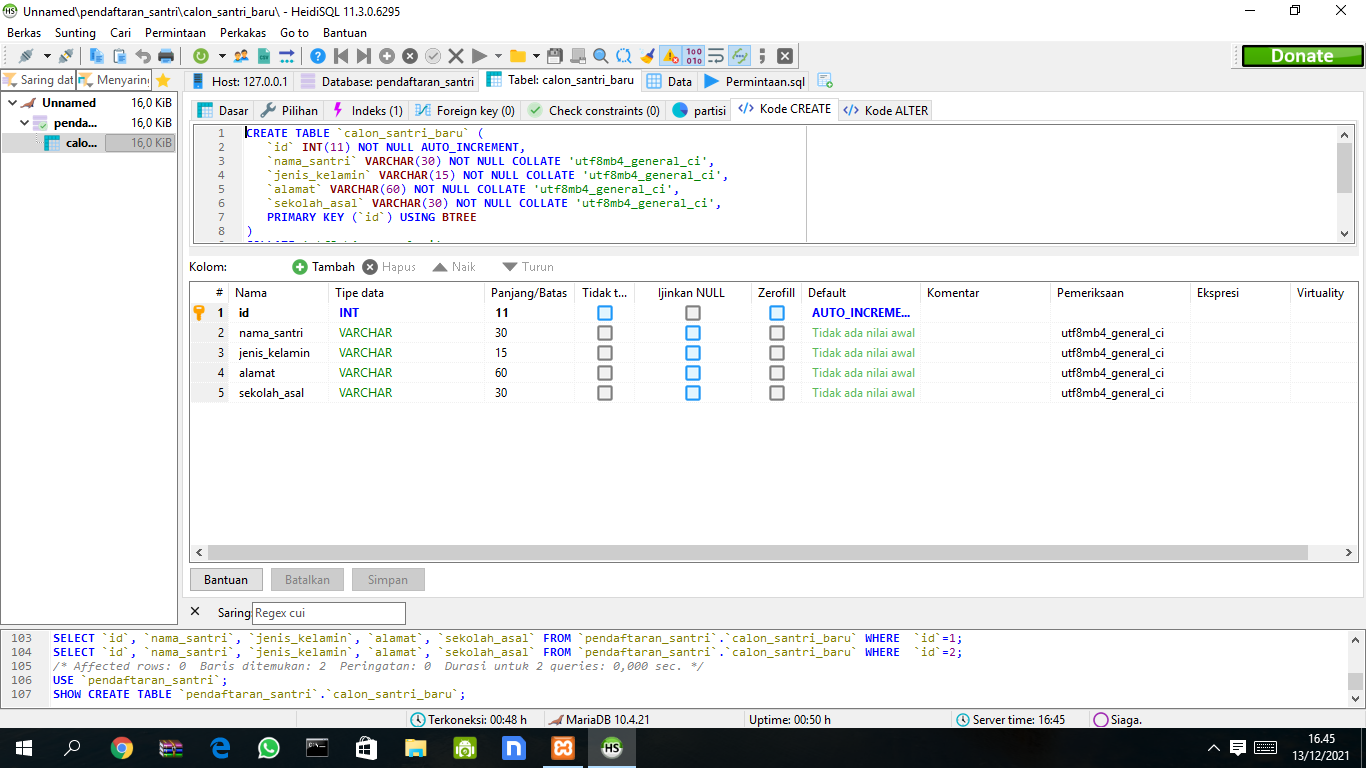 Unnamed\pendaftaran_santri\calon_santri_baru\ - HeidiSQL 11.3.0.6295
Berkas Sunting Cari Permintaan Perkakas Go to Bantuan
Donate
Saring dat Menyaring Host: 127.0.0.1 Database: pendaftaran_santri Tabel: calon_santri_baru Data Permintaan.sql
Unnamed 16,0 KiB
penda... 16,0 KiB
calo... 16,0 KiB
Dasar Pilihan Indeks (1) Foreign key (0) Check constraints (0) partisi Kode CREATE Kode ALTER
1 CREATE TABLE `calon_santri_baru` (
2 `id` INT(11) NOT NULL AUTO_INCREMENT,
3 `nama_santri` VARCHAR(30) NOT NULL COLLATE 'utf8mb4_general_ci',
4 `jenis_kelamin` VARCHAR(15) NOT NULL COLLATE 'utf8mb4_general_ci',
5 `alamat` VARCHAR(60) NOT NULL COLLATE 'utf8mb4_general_ci',
6 `sekolah_asal` VARCHAR(30) NOT NULL COLLATE 'utf8mb4_general_ci',
7 PRIMARY KEY (`id`) USING BTREE
8 )
Kolom: Tambah Hapus Naik Turun
# Nama Tipe data Panjang/Batas Tidak t... Ijinkan NULL Zerofill Default Komentar Pemeriksaan Ekspresi Virtuality
1 id INT 11 AUTO_INCREME...
2 nama_santri VARCHAR 30 Tidak ada nilai awal utf8mb4_general_ci
3 jenis_kelamin VARCHAR 15 Tidak ada nilai awal utf8mb4_general_ci
4 alamat VARCHAR 60 Tidak ada nilai awal utf8mb4_general_ci
5 sekolah_asal VARCHAR 30 Tidak ada nilai awal utf8mb4_general_ci
Bantuan Batalkan Simpan
Saring: Regex cui
103 SELECT `id`, `nama_santri`, `jenis_kelamin`, `alamat`, `sekolah_asal` FROM `pendaftaran_santri`.`calon_santri_baru` WHERE `id`=1;
104 SELECT `id`, `nama_santri`, `jenis_kelamin`, `alamat`, `sekolah_asal` FROM `pendaftaran_santri`.`calon_santri_baru` WHERE `id`=2;
105 /* Affected rows: 0 Baris ditemukan: 2 Peringatan: 0 Durasi untuk 2 queries: 0,000 sec. */
106 USE `pendaftaran_santri`;
107 SHOW CREATE TABLE `pendaftaran_santri`.`calon_santri_baru`;
Terkoneksi: 00:48 h MariaDB 10.4.21 Uptime: 00:50 h Server time: 16:45 Siaga.
16.45
13/12/2021